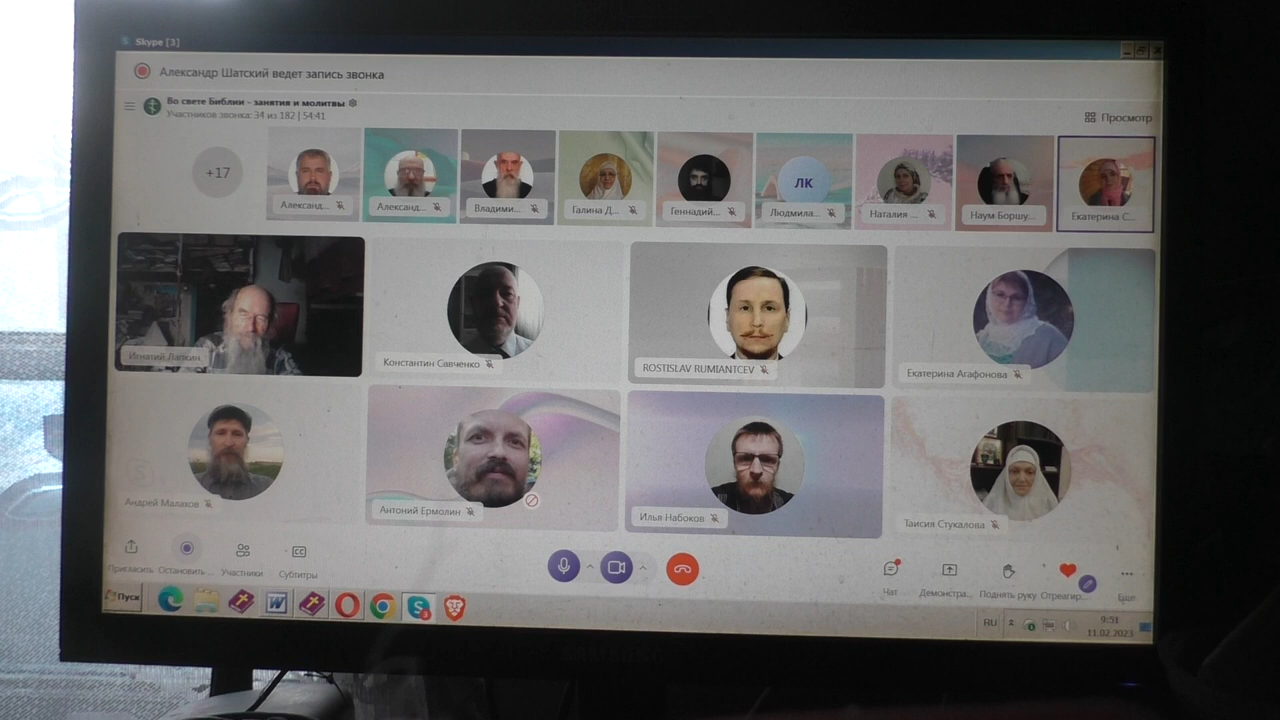 Skype [3]
Александр Шатский ведет запись звонка
Во свете Библии - занятия и молитвы
Участников звонка: 34 из 182 | 54:41
Просмотр
+17
ЛК
Александ...
Александ...
Владими...
Галина Д...
Геннадий...
Людмила...
Наталия ...
Наум Боршу...
Екатерина С...
Игнатий Лапкин
Константин Савченко
ROSTISLAV RUMIANTCEV
Екатерина Агафонова
Андрей Малахов
Антоний Ермолин
Илья Набоков
Таисия Стукалова
Пригласить
Остановить ...
Участники
Субтитры
Чат
Демонстра...
Поднять руку
Отреагир...
Еще
Пуск
RU
9:51
11.02.2023